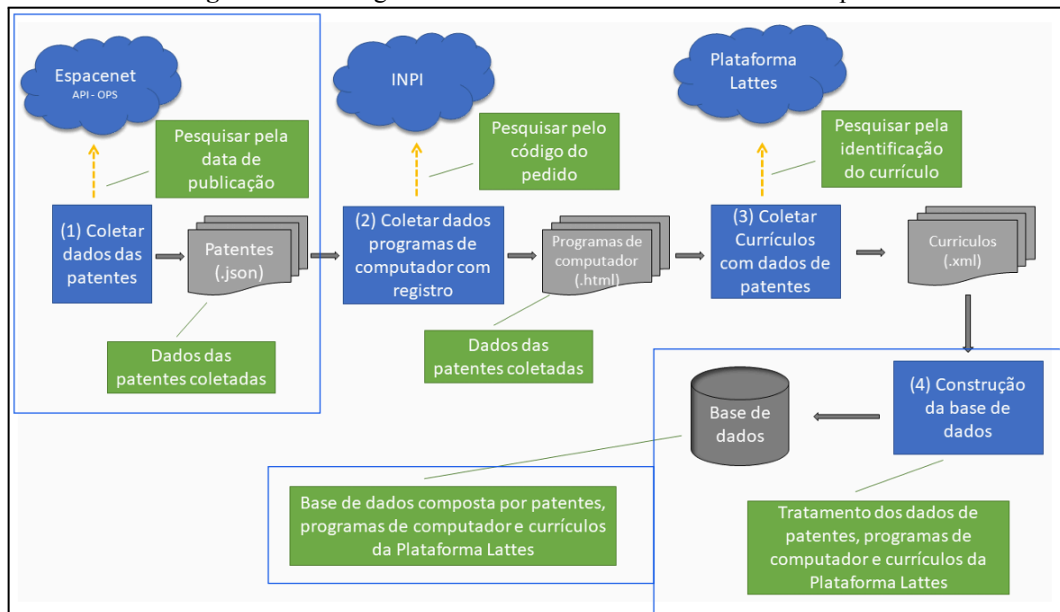 Espacenet
API - OPS
INPI
Plataforma
Lattes
Pesquisar pela
data de
publicação
Pesquisar pelo
código do
pedido
Pesquisar pela
identificação
do currículo
(1) Coletar
dados das
patentes
Patentes
(.json)
(2) Coletar dados
programas de
computador com
registro
Programas de
computador
(.html)
(3) Coletar
Currículos
com dados de
patentes
Curriculos
(.xml)
Dados das
patentes coletadas
Dados das
patentes coletadas
Base de
dados
(4) Construção
da base de
dados
Base de dados composta por patentes,
programas de computador e currículos
da Plataforma Lattes
Tratamento dos dados de
patentes, programas de
computador e currículos da
Plataforma Lattes